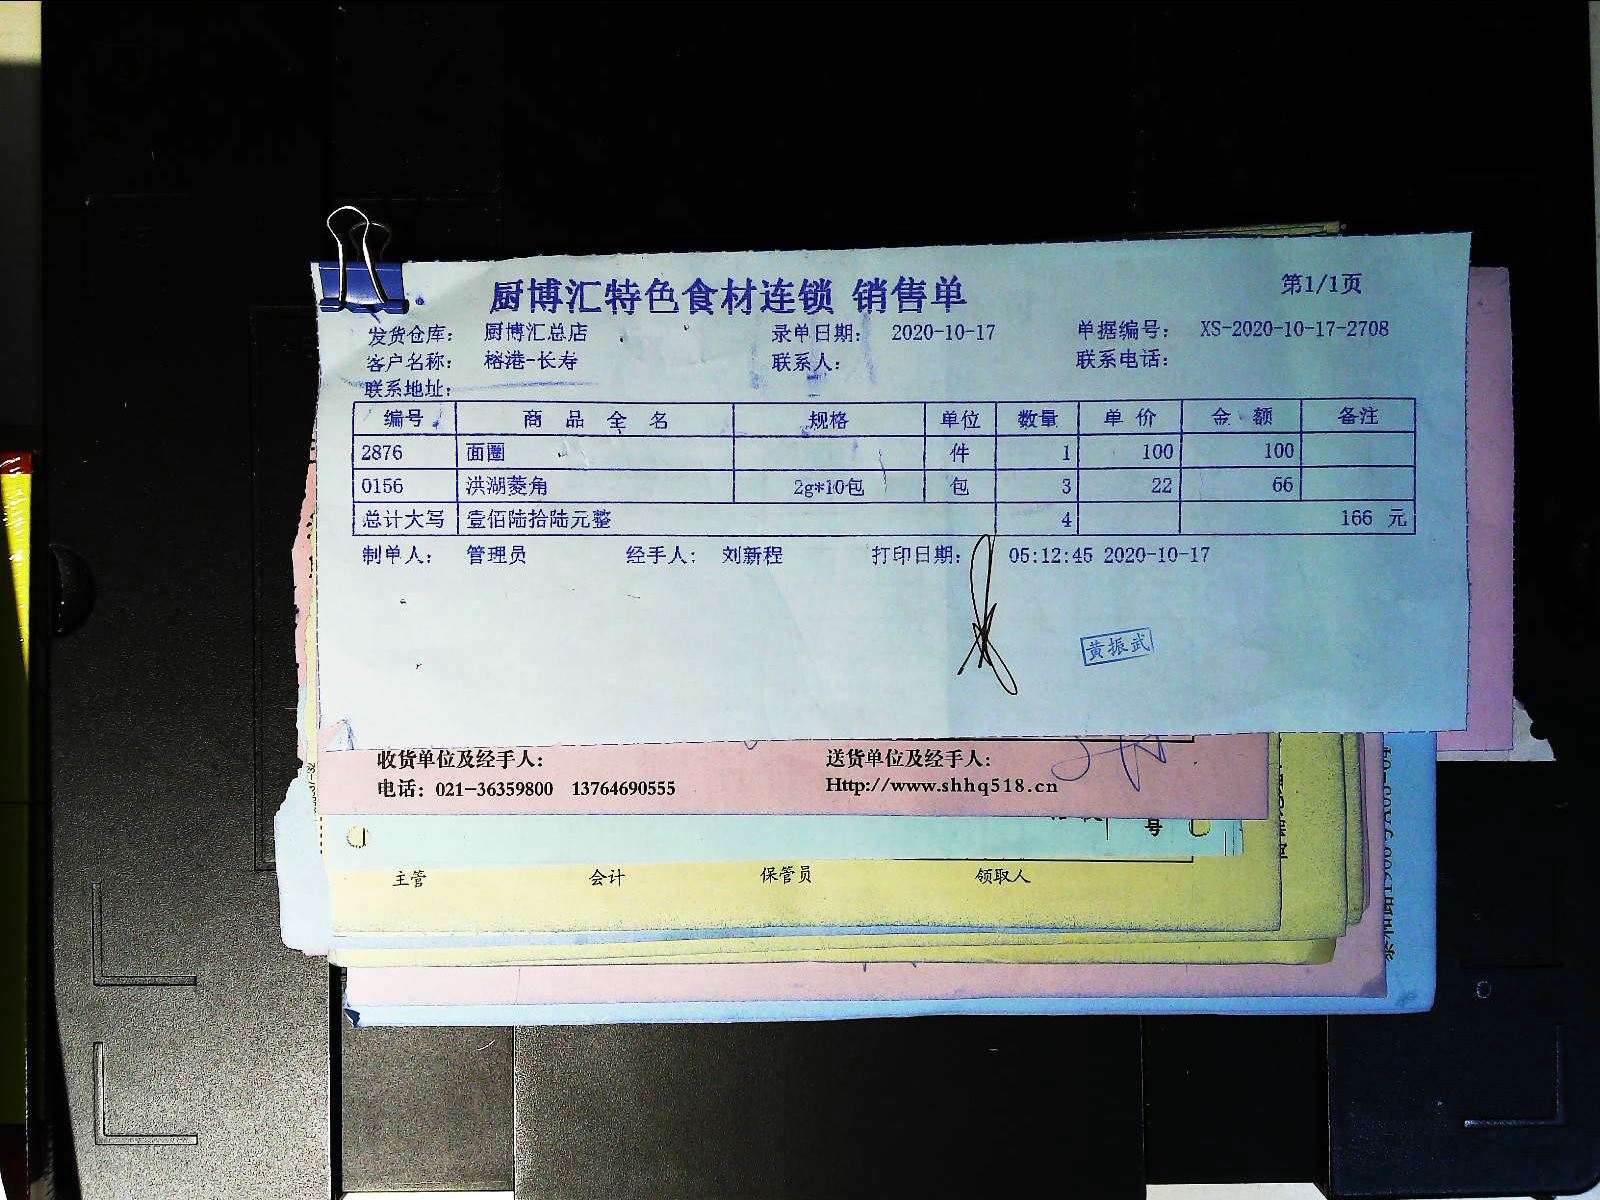 厨博汇特色食材连锁 销售单 第1/1页
发货仓库： 厨博汇总店 录单日期： 2020-10-17 单据编号： XS-2020-10-17-2708
客户名称： 榕港-长寿 联系人： 联系电话：
联系地址：
编号 商品全名 规格 单位 数量 单价 金额 备注
2876 面圈 件 1 100 100
0156 洪湖菱角 2g*10包 包 3 22 66
总计大写 壹佰陆拾陆元整 4 166 元
制单人： 管理员 经手人： 刘新程 打印日期： 05:12:45 2020-10-17
黄振武
收货单位及经手人： 送货单位及经手人：
电话：021-36359800 13764690555 Http://www.shhq518.cn
主管 会计 保管员 领取人